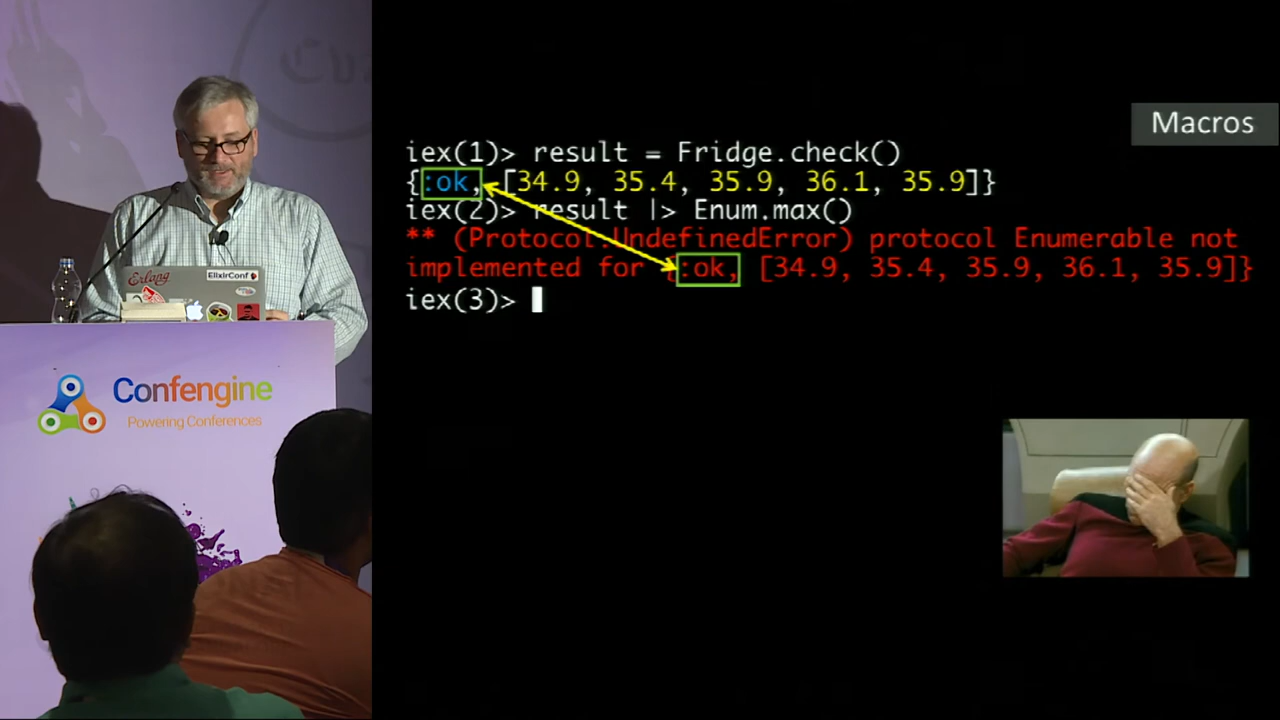 Macros
iex(1)> result = Fridge.check()
{:ok, [34.9, 35.4, 35.9, 36.1, 35.9]}
iex(2)> result |> Enum.max()
** (Protocol.UndefinedError) protocol Enumerable not
implemented for {:ok, [34.9, 35.4, 35.9, 36.1, 35.9]}
iex(3)>
Erlang
ElixirConf
Confengine
Powering Conferences